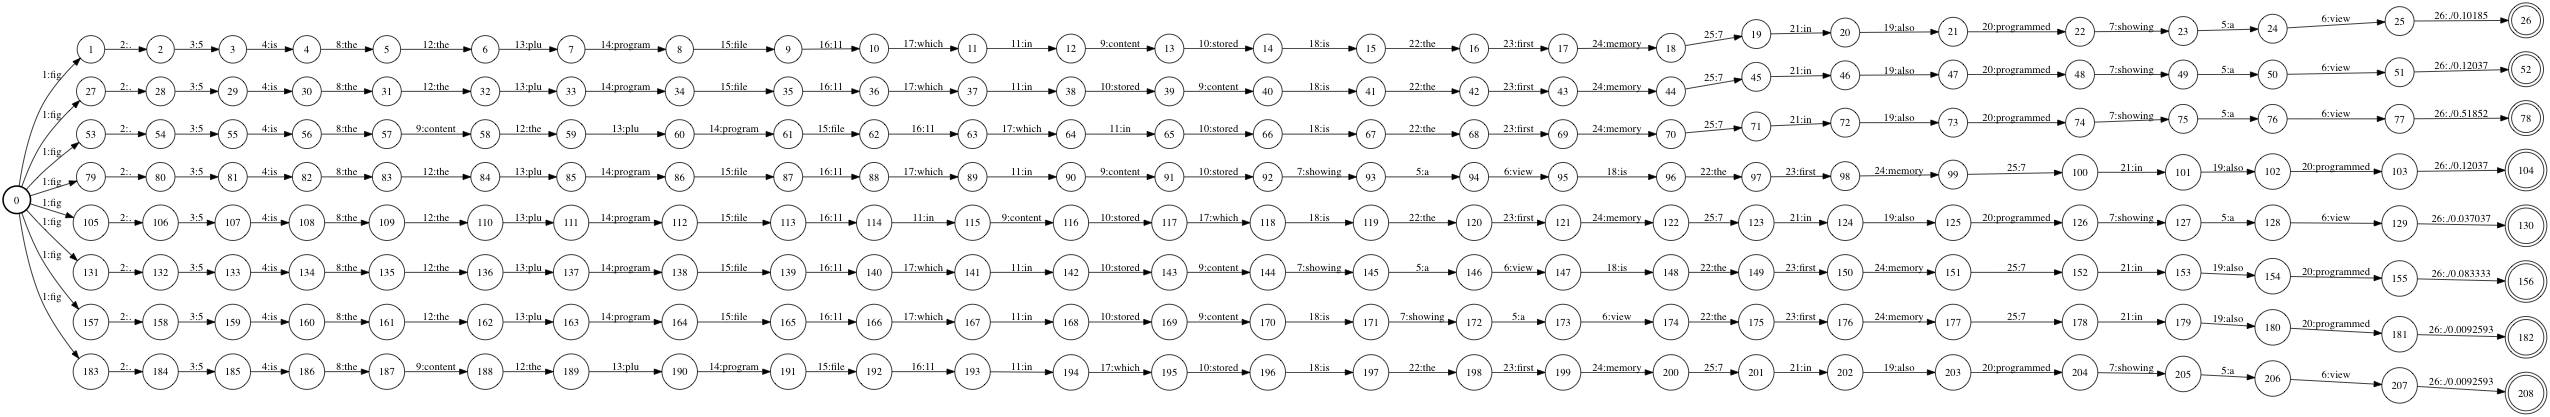 1 2:. 2 3:5 3 4:is 4 8:the 5 12:the 6 13:plu 7 14:program 8 15:file 9 16:11 10 17:which 11 11:in 12 9:content 13 10:stored 14 18:is 15 22:the 16 23:first 17 24:memory 18 25:7 19 21:in 20 19:also 21 20:programmed 22 7:showing 23 5:a 24 6:view 25 26:./0.10185 26
1:fig
27 2:. 28 3:5 29 4:is 30 8:the 31 12:the 32 13:plu 33 14:program 34 15:file 35 16:11 36 17:which 37 11:in 38 10:stored 39 9:content 40 18:is 41 22:the 42 23:first 43 24:memory 44 25:7 45 21:in 46 19:also 47 20:programmed 48 7:showing 49 5:a 50 6:view 51 26:./0.12037 52
1:fig
53 2:. 54 3:5 55 4:is 56 8:the 57 9:content 58 12:the 59 13:plu 60 14:program 61 15:file 62 16:11 63 17:which 64 11:in 65 10:stored 66 18:is 67 22:the 68 23:first 69 24:memory 70 25:7 71 21:in 72 19:also 73 20:programmed 74 7:showing 75 5:a 76 6:view 77 26:./0.51852 78
1:fig
79 2:. 80 3:5 81 4:is 82 8:the 83 12:the 84 13:plu 85 14:program 86 15:file 87 16:11 88 17:which 89 11:in 90 9:content 91 10:stored 92 7:showing 93 5:a 94 6:view 95 18:is 96 22:the 97 23:first 98 24:memory 99 25:7 100 21:in 101 19:also 102 20:programmed 103 26:./0.12037 104
1:fig
0
1:fig
105 2:. 106 3:5 107 4:is 108 8:the 109 12:the 110 13:plu 111 14:program 112 15:file 113 16:11 114 11:in 115 9:content 116 10:stored 117 17:which 118 18:is 119 22:the 120 23:first 121 24:memory 122 25:7 123 21:in 124 19:also 125 20:programmed 126 7:showing 127 5:a 128 6:view 129 26:./0.037037 130
1:fig
1:fig
131 2:. 132 3:5 133 4:is 134 8:the 135 12:the 136 13:plu 137 14:program 138 15:file 139 16:11 140 17:which 141 11:in 142 10:stored 143 9:content 144 7:showing 145 5:a 146 6:view 147 18:is 148 22:the 149 23:first 150 24:memory 151 25:7 152 21:in 153 19:also 154 20:programmed 155 26:./0.083333 156
1:fig
157 2:. 158 3:5 159 4:is 160 8:the 161 12:the 162 13:plu 163 14:program 164 15:file 165 16:11 166 17:which 167 11:in 168 10:stored 169 9:content 170 18:is 171 7:showing 172 5:a 173 6:view 174 22:the 175 23:first 176 24:memory 177 25:7 178 21:in 179 19:also 180 20:programmed 181 26:./0.0092593 182
183 2:. 184 3:5 185 4:is 186 8:the 187 9:content 188 12:the 189 13:plu 190 14:program 191 15:file 192 16:11 193 11:in 194 17:which 195 10:stored 196 18:is 197 22:the 198 23:first 199 24:memory 200 25:7 201 21:in 202 19:also 203 20:programmed 204 7:showing 205 5:a 206 6:view 207 26:./0.0092593 208